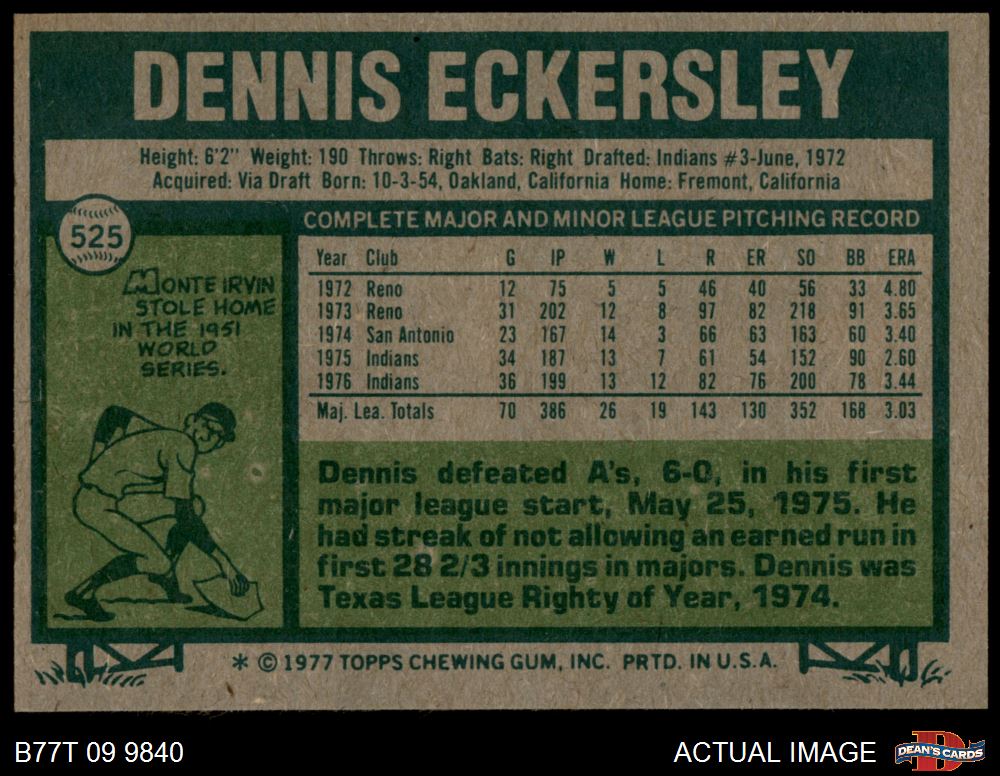 DENNIS ECKERSLEY
Height: 6'2" Weight: 190 Throws: Right Bats: Right Drafted: Indians #3-June, 1972
Acquired: Via Draft Born: 10-3-54, Oakland, California Home: Fremont, California
525
MONTE IRVIN
STOLE HOME
IN THE 1951
WORLD
SERIES.
COMPLETE MAJOR AND MINOR LEAGUE PITCHING RECORD
Year Club G IP W L R ER SO BB ERA
1972 Reno 12 75 5 5 46 40 56 33 4.80
1973 Reno 31 202 12 8 97 82 218 91 3.65
1974 San Antonio 23 167 14 3 66 63 163 60 3.40
1975 Indians 34 187 13 7 61 54 152 90 2.60
1976 Indians 36 199 13 12 82 76 200 78 3.44
Maj. Lea. Totals 70 386 26 19 143 130 352 168 3.03
Dennis defeated A's, 6-0, in his first
major league start, May 25, 1975. He
had streak of not allowing an earned run in
first 28 2/3 innings in majors. Dennis was
Texas League Righty of Year, 1974.
* © 1977 TOPPS CHEWING GUM, INC. PRTD. IN U.S.A.
B77T 09 9840
ACTUAL IMAGE
DEAN'S CARDS